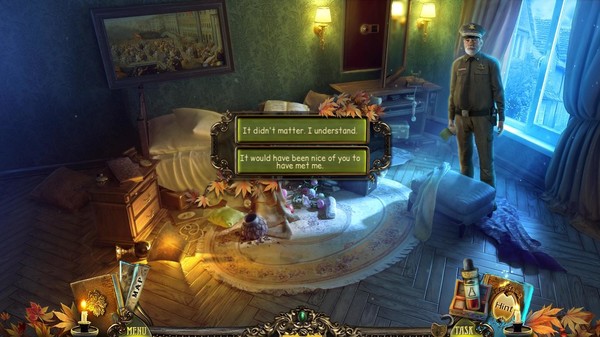 It didn't matter. I understand.
It would have been nice of you to
have met me.
MAP
MENU
TASK
Hint